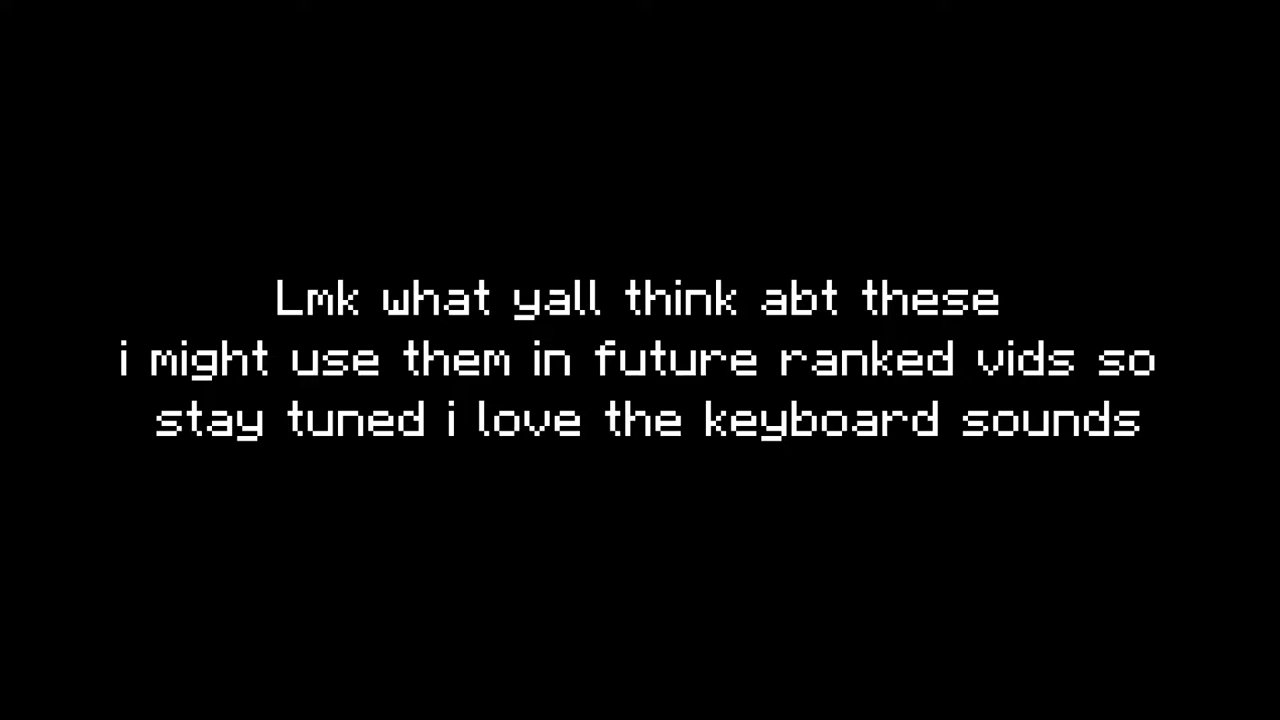 Lmk what yall think abt these
i might use them in future ranked vids so
stay tuned i love the keyboard sounds